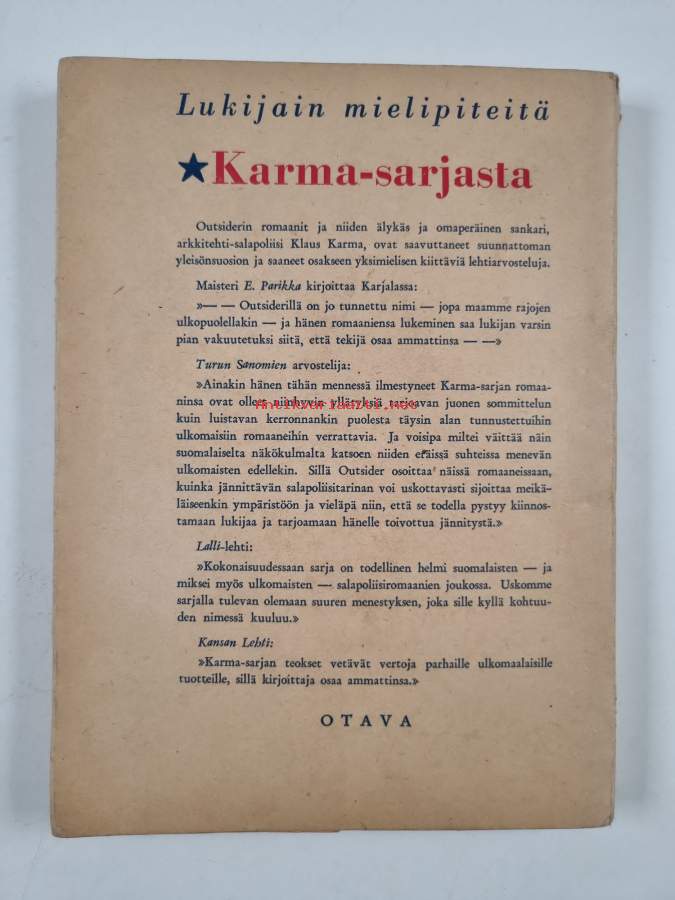 Lukijain mielipiteitä
★Karma-sarjasta
Outsiderin romaanit ja niiden älykäs ja omaperäinen sankari,
arkkitehti-salapoliisi Klaus Karma, ovat saavuttaneet suunnattoman
yleisönsuosion ja saaneet osakseen yksimielisen kiittäviä lehtiarvosteluja.
Maisteri E. Parikka kirjoittaa Karjalassa:
»— — Outsiderillä on jo tunnettu nimi — jopa maamme rajojen
ulkopuolellakin — ja hänen romaaniensa lukeminen saa lukijan varsin
pian vakuutetuksi siitä, että tekijä osaa ammattinsa — —»
Turun Sanomien arvostelija:
»Ainakin hänen tähän mennessä ilmestyneet Karma-sarjan romaa-
ninsa ovat olleet niinhyvin yllätyksiä tarjoavan juonen sommittelun
Antikvariaatti.net
kuin luistavan kerronnankin puolesta täysin alan tunnustettuihin
ulkomaisiin romaaneihin verrattavia. Ja voisipa miltei väittää näin
suomalaiselta näkökulmalta katsoen niiden eräissä suhteissa menevän
ulkomaisten edellekin. Sillä Outsider osoittaa näissä romaaneissaan,
kuinka jännittävän salapoliisitarinan voi uskottavasti sijoittaa meikä-
läiseenkin ympäristöön ja vieläpä niin, että se todella pystyy kiinnos-
tamaan lukijaa ja tarjoamaan hänelle toivottua jännitystä.»
Lalli-lehti:
»Kokonaisuudessaan sarja on todellinen helmi suomalaisten — ja
miksei myös ulkomaisten — salapoliisiromaanien joukossa. Uskomme
sarjalla tulevan olemaan suuren menestyksen, joka sille kyllä kohtuu-
den nimessä kuuluu.»
Kansan Lehti:
»Karma-sarjan teokset vetävät vertoja parhaille ulkomaalaisille
tuotteille, sillä kirjoittaja osaa ammattinsa.»
OTAVA